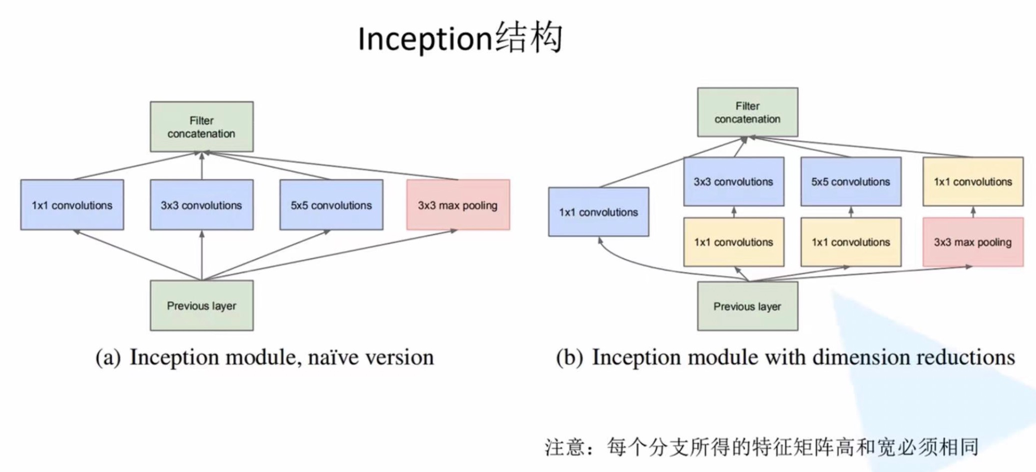 Inception结构
Filter
concatenation
1x1 convolutions
3x3 convolutions
5x5 convolutions
3x3 max pooling
Previous layer
(a) Inception module, naïve version
Filter
concatenation
3x3 convolutions
5x5 convolutions
1x1 convolutions
1x1 convolutions
1x1 convolutions
1x1 convolutions
3x3 max pooling
Previous layer
(b) Inception module with dimension reductions
注意：每个分支所得的特征矩阵高和宽必须相同